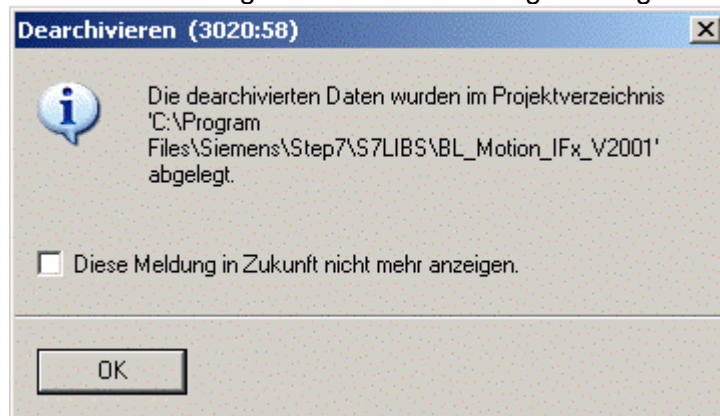 Dearchivieren (3020:58)
Die dearchivierten Daten wurden im Projektverzeichnis
'C:\Program
Files\Siemens\Step7\S7LIBS\BL_Motion_IFx_V2001'
abgelegt.
Diese Meldung in Zukunft nicht mehr anzeigen.
OK